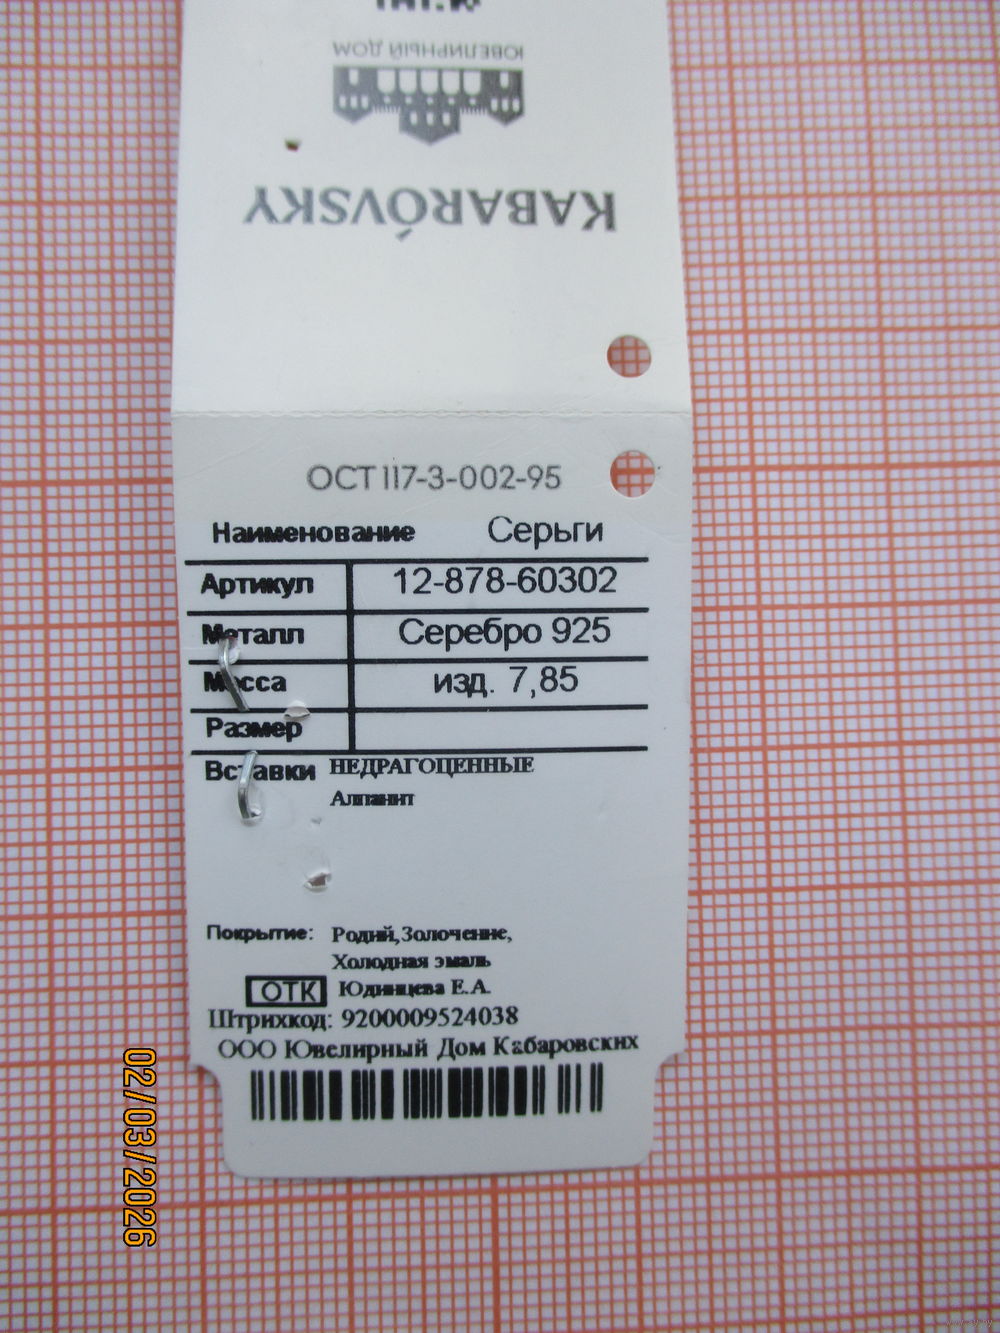 ЮВЕЛИРНЫЙ ДОМ
KABARÓVSKY
ОСТ 117-3-002-95
Наименование Серьги
Артикул 12-878-60302
Металл Серебро 925
Масса изд. 7,85
Размер
Вставки НЕДРАГОЦЕННЫЕ
Алпанит
Покрытие: Родий,Золочение,
Холодная эмаль
ОТК Юдинцева Е.А.
Штрихкод: 9200009524038
ООО Ювелирный Дом Кабаровских
02/03/2026